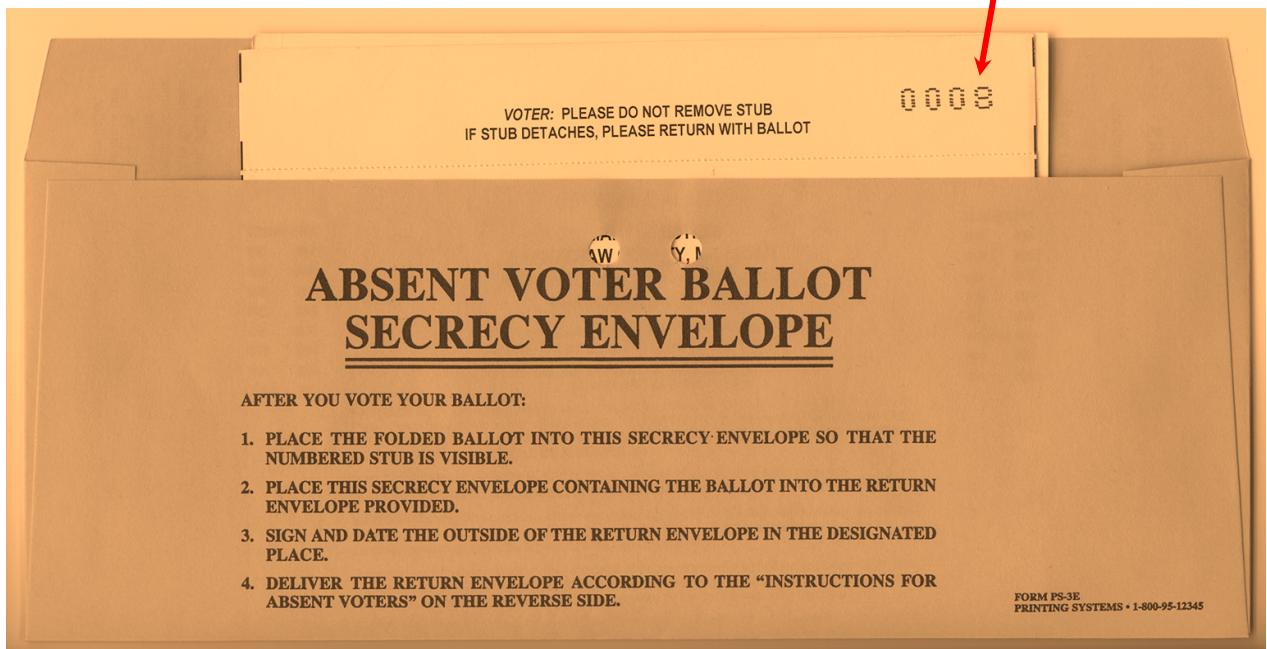 0008
VOTER: PLEASE DO NOT REMOVE STUB
IF STUB DETACHES, PLEASE RETURN WITH BALLOT
AW
Y, M
ABSENT VOTER BALLOT
SECRECY ENVELOPE
AFTER YOU VOTE YOUR BALLOT:
1. PLACE THE FOLDED BALLOT INTO THIS SECRECY ENVELOPE SO THAT THE
NUMBERED STUB IS VISIBLE.
2. PLACE THIS SECRECY ENVELOPE CONTAINING THE BALLOT INTO THE RETURN
ENVELOPE PROVIDED.
3. SIGN AND DATE THE OUTSIDE OF THE RETURN ENVELOPE IN THE DESIGNATED
PLACE.
4. DELIVER THE RETURN ENVELOPE ACCORDING TO THE “INSTRUCTIONS FOR
ABSENT VOTERS” ON THE REVERSE SIDE.
FORM PS-3E
PRINTING SYSTEMS • 1-800-95-12345